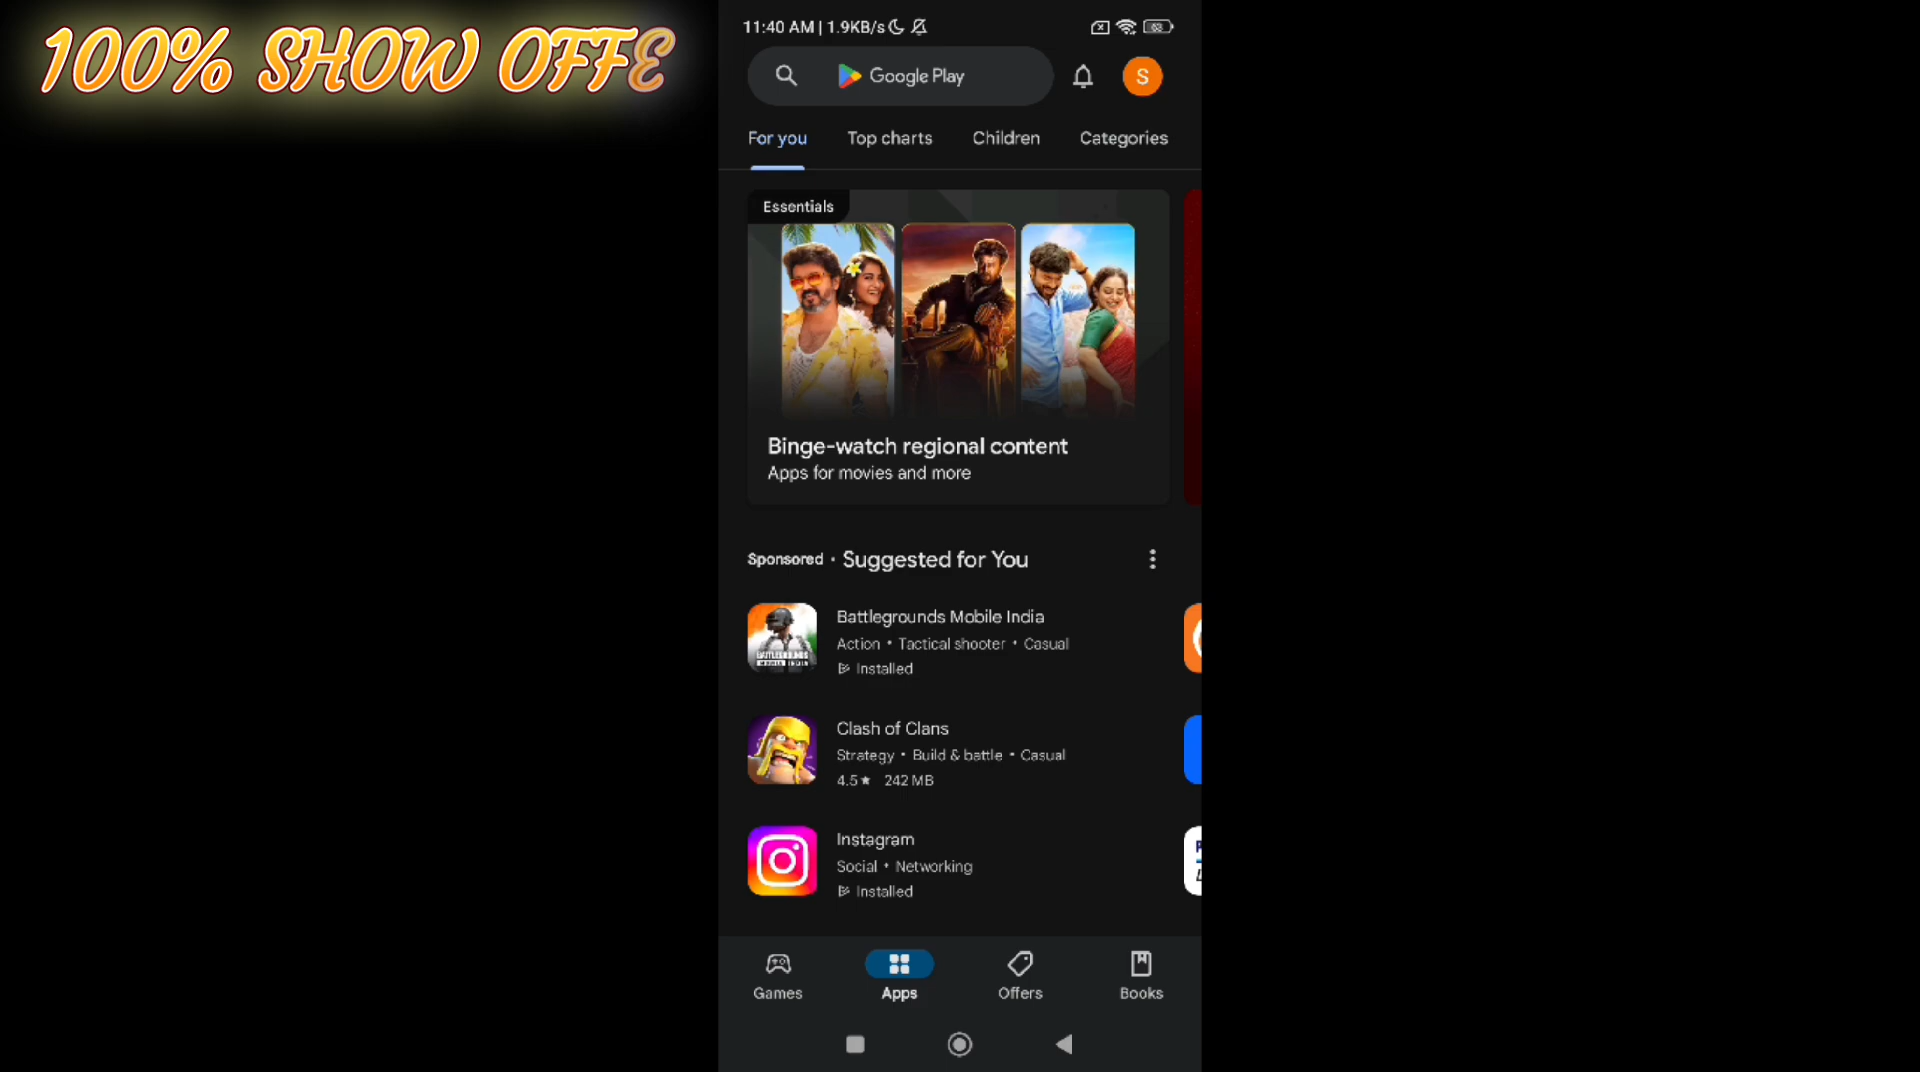 100% SHOW OFFE
11:40 AM | 1.9KB/s
62
Google Play
S
For you
Top charts
Children
Categories
Essentials
Binge-watch regional content
Apps for movies and more
Sponsored · Suggested for You
Battlegrounds Mobile India
Action • Tactical shooter • Casual
Installed
Clash of Clans
Strategy • Build & battle • Casual
4.5★ 242 MB
Instagram
Social • Networking
Installed
Games
Apps
Offers
Books